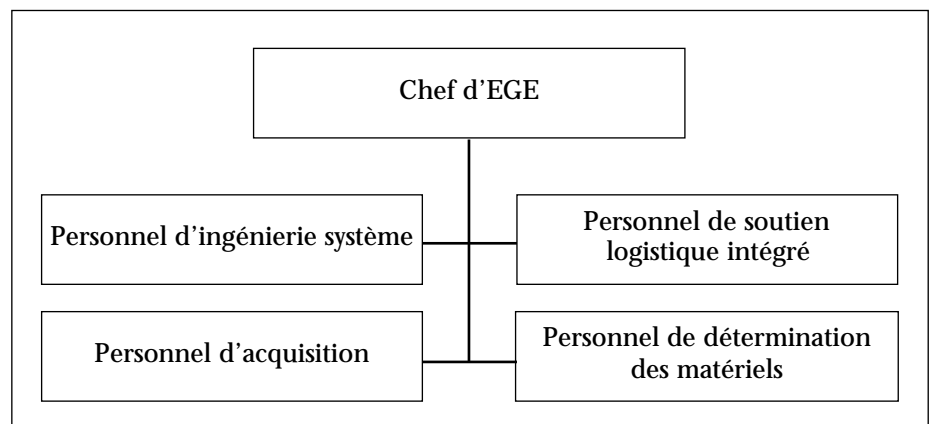 Chef d'EGE
Personnel d'ingénierie système
Personnel de soutien
logistique intégré
Personnel d'acquisition
Personnel de détermination
des matériels